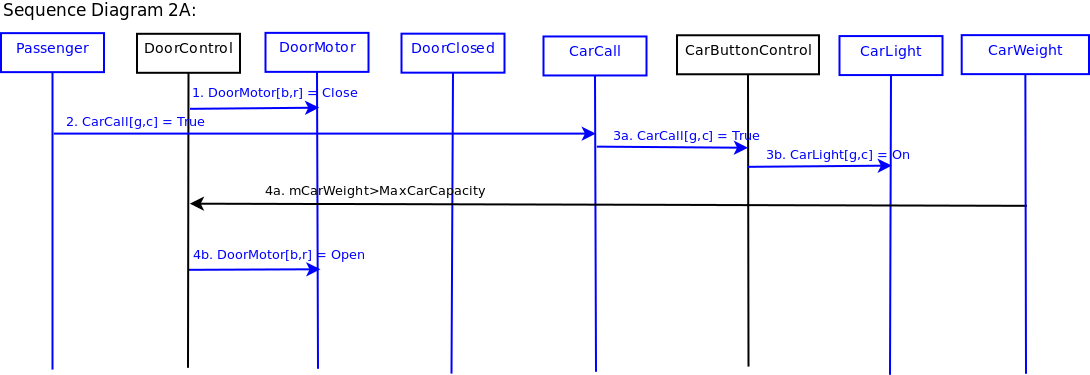 Sequence Diagram 2A:
Passenger
DoorControl
DoorMotor
DoorClosed
CarCall
CarButtonControl
CarLight
CarWeight
1. DoorMotor[b,r] = Close
2. CarCall[g,c] = True
3a. CarCall[g,c] = True
3b. CarLight[g,c] = On
4a. mCarWeight>MaxCarCapacity
4b. DoorMotor[b,r] = Open